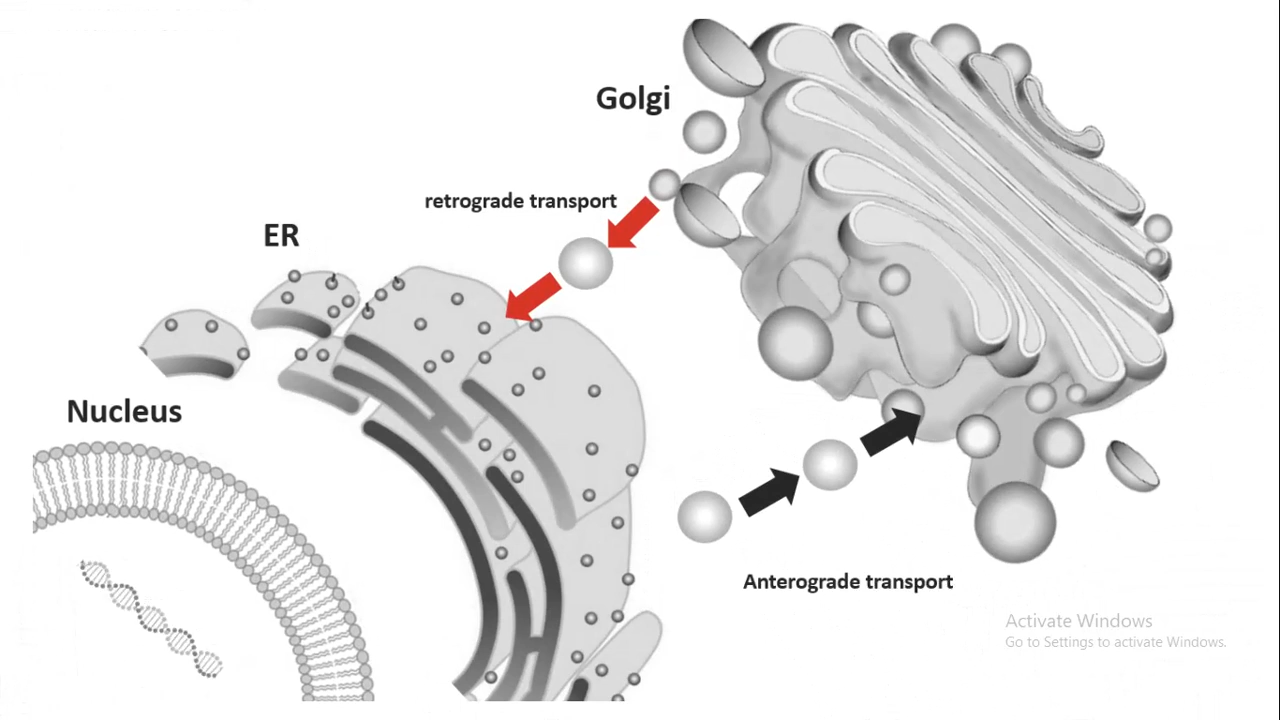 Golgi
retrograde transport
ER
Nucleus
Anterograde transport
Activate Windows
Go to Settings to activate Windows.